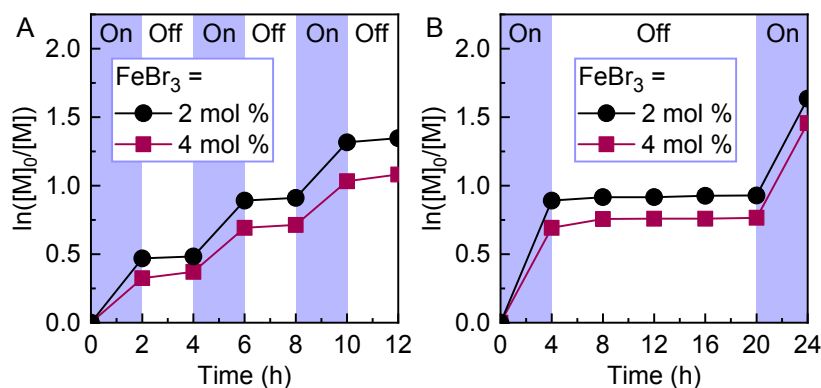 A
On Off On Off On Off
FeBr3 =
2 mol %
4 mol %
ln([M]0/[M])
2.0
1.5
1.0
0.5
0.0
0 2 4 6 8 10 12
Time (h)
B
On Off On
FeBr3 =
2 mol %
4 mol %
ln([M]0/[M])
2.0
1.5
1.0
0.5
0.0
0 4 8 12 16 20 24
Time (h)